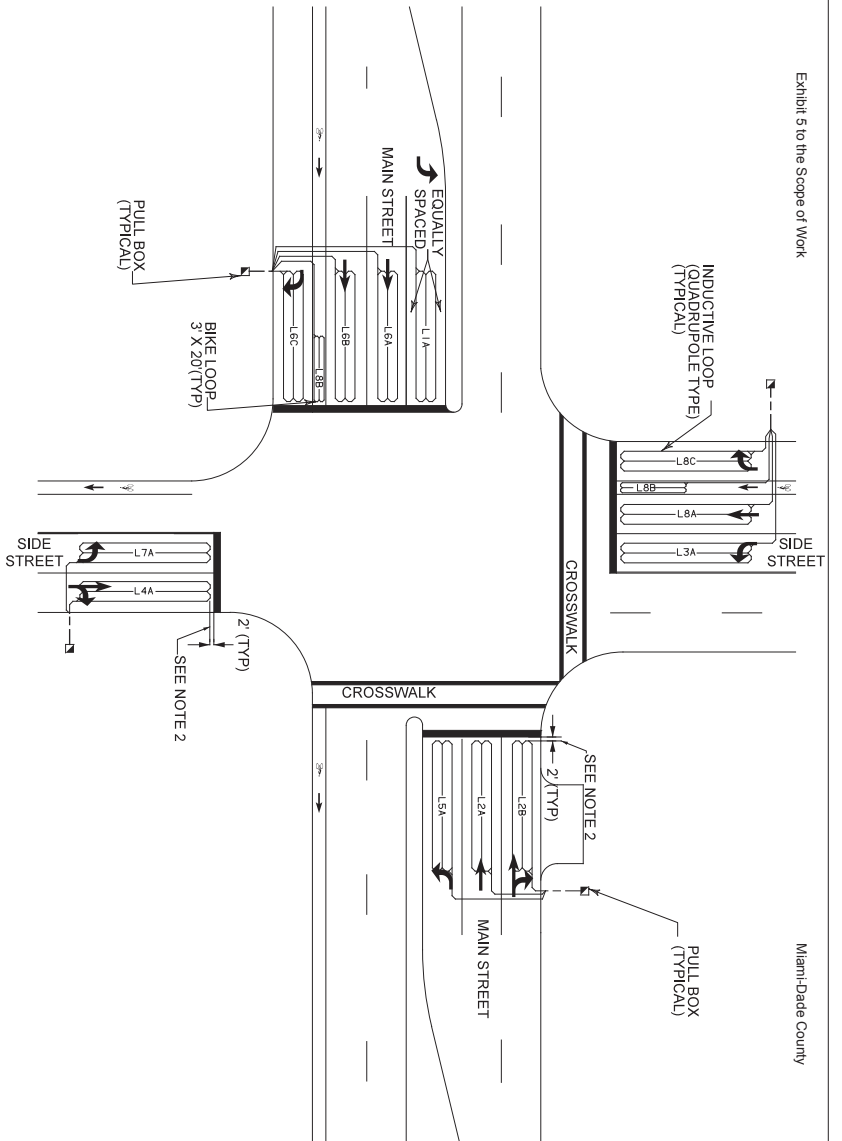 Exhibit 5 to the Scope of Work
Miami-Dade County
INDUCTIVE LOOP
(QUADRUPOLE TYPE)
(TYPICAL)
EQUALLY
SPACED
MAIN STREET
L1A
L6A
L6B
L8B
L6C
PULL BOX
(TYPICAL)
BIKE LOOP
3' X 20'(TYP)
L8C
L8B
L8A
L3A
SIDE
STREET
CROSSWALK
CROSSWALK
SIDE
STREET
L7A
L4A
2' (TYP)
SEE NOTE 2
SEE NOTE 2
2' (TYP)
L2B
L2A
L5A
MAIN STREET
PULL BOX
(TYPICAL)